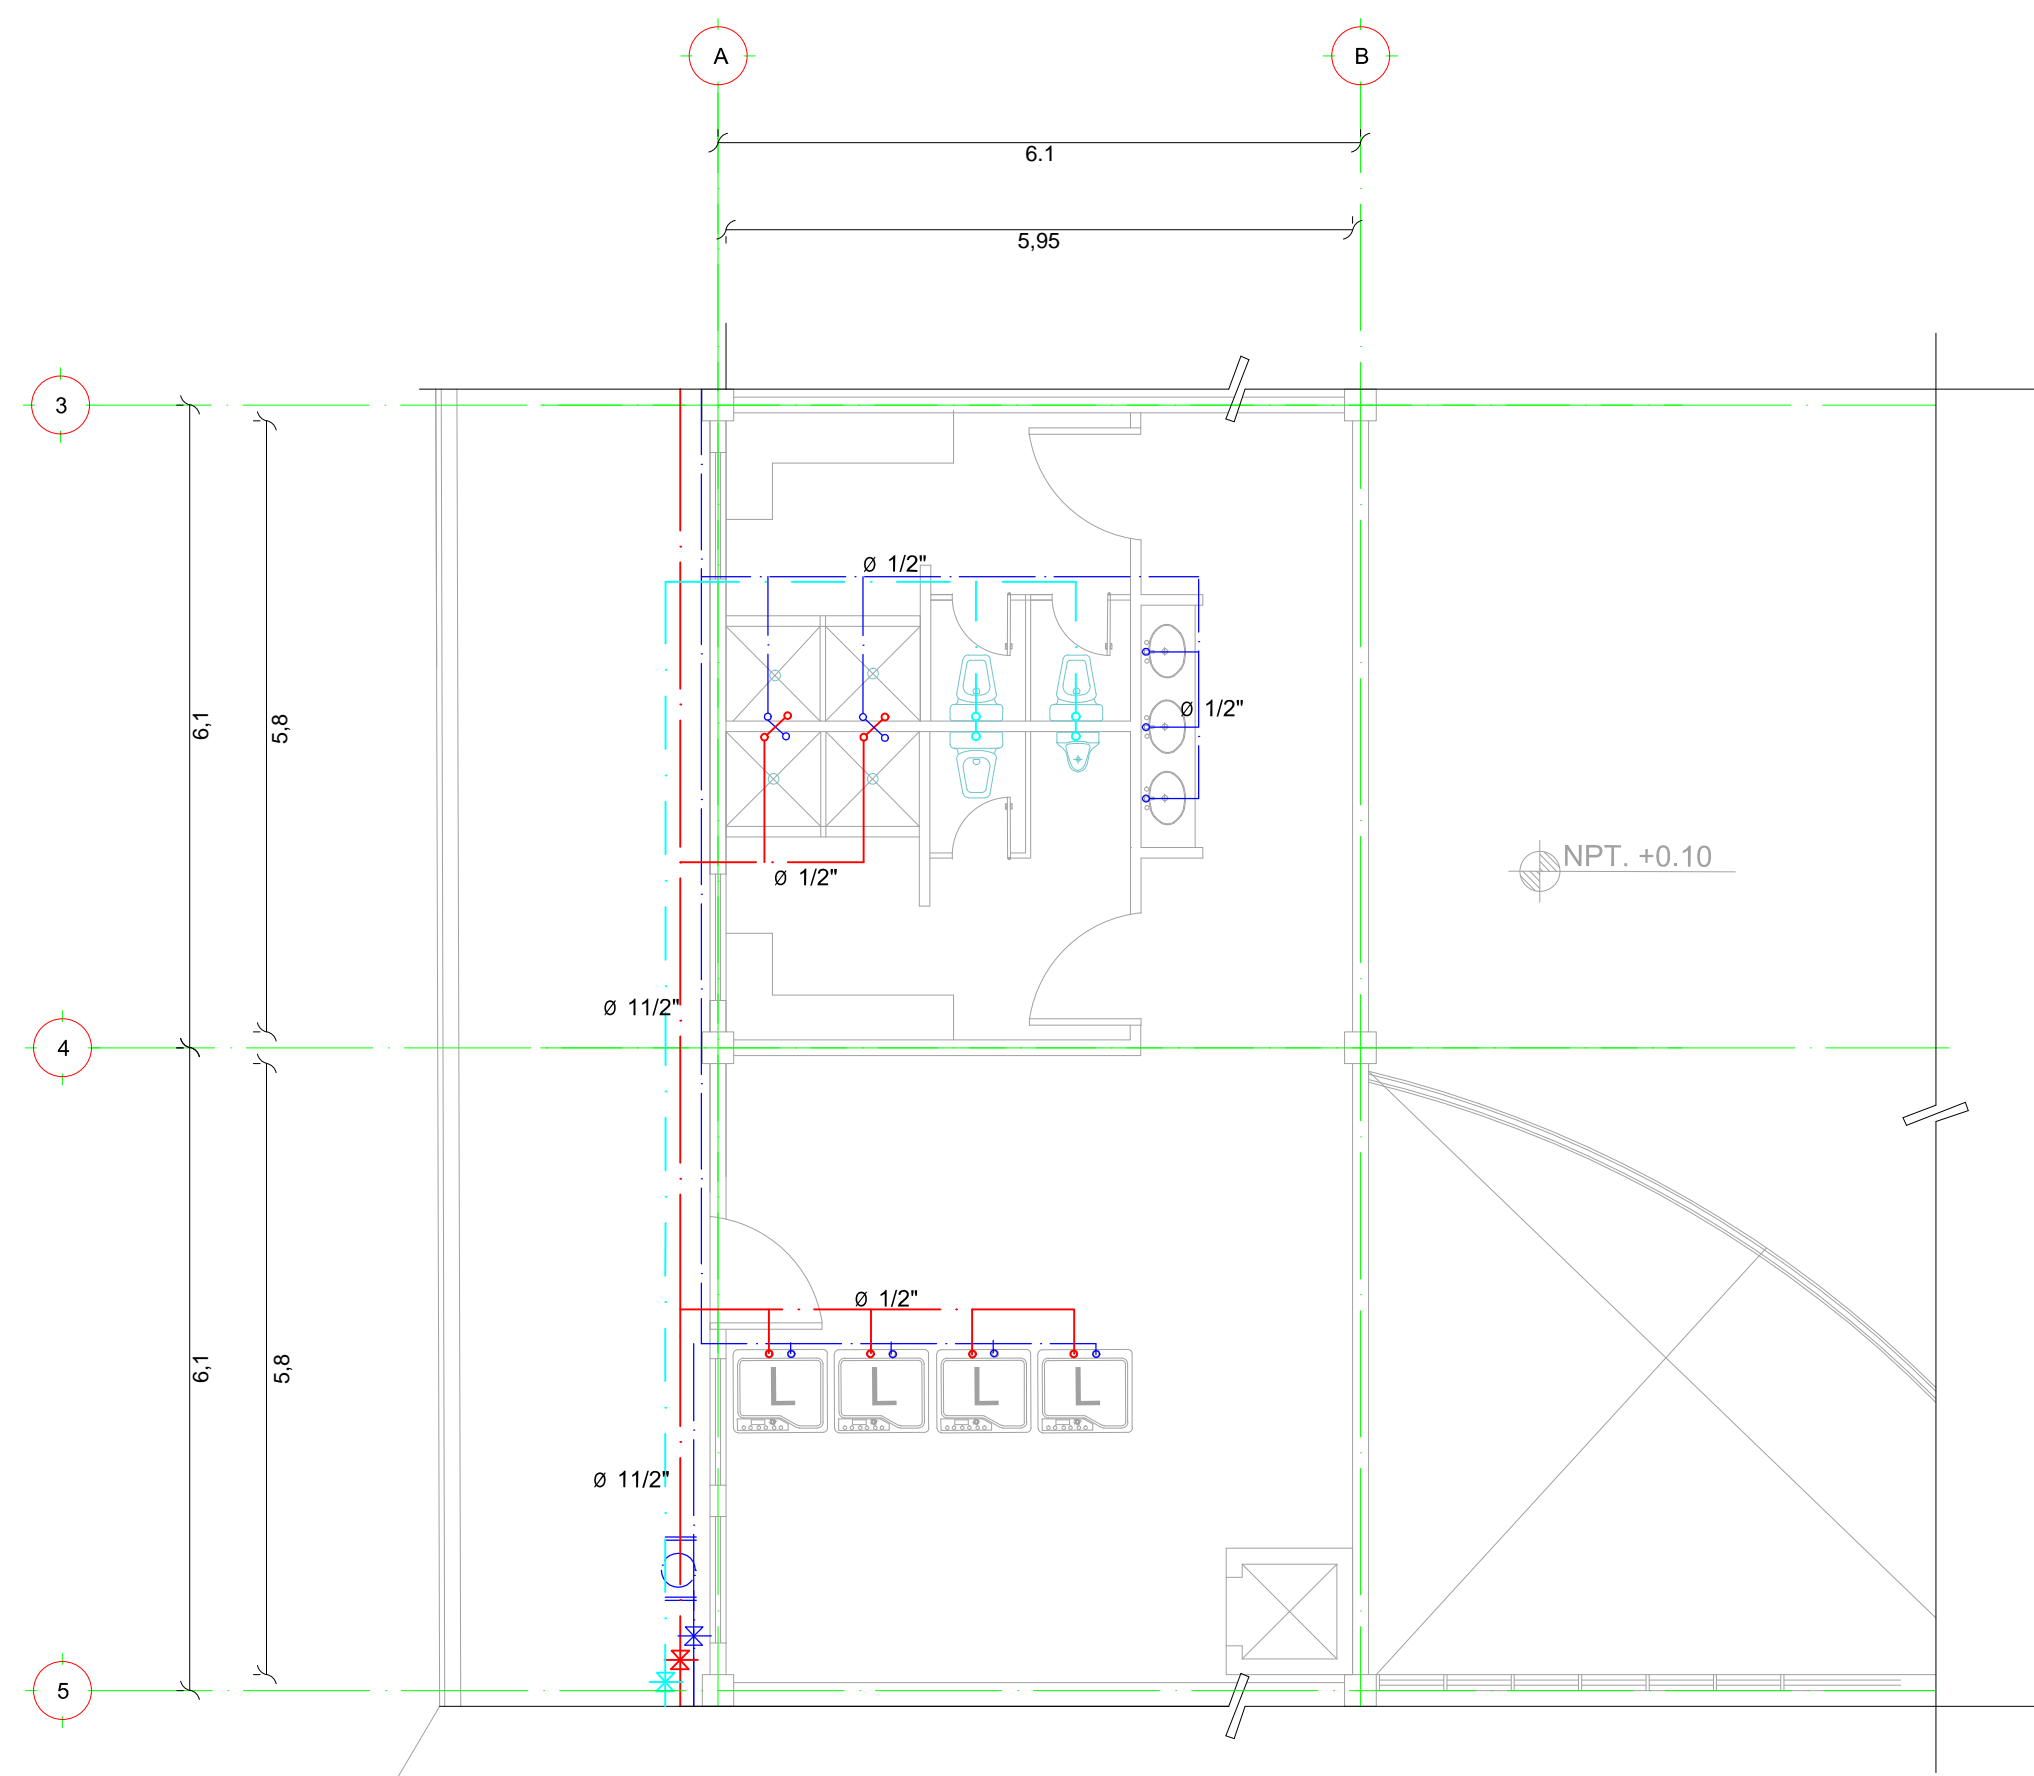 A
B
6.1
5,95
3
Ø 1/2"
6,1
5,8
Ø 1/2"
NPT. +0.10
Ø 1/2"
Ø 11/2"
4
Ø 1/2"
6,1
5,8
L
L
L
L
Ø 11/2"
5